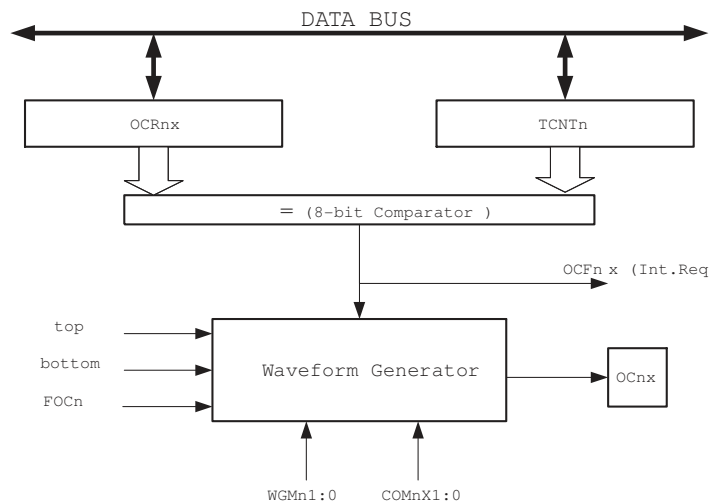 DATA BUS
OCRnx
TCNTn
= (8-bit Comparator )
OCFn x (Int.Req
top
bottom
FOCn
Waveform Generator
OCnx
WGMn1:0
COMnX1:0